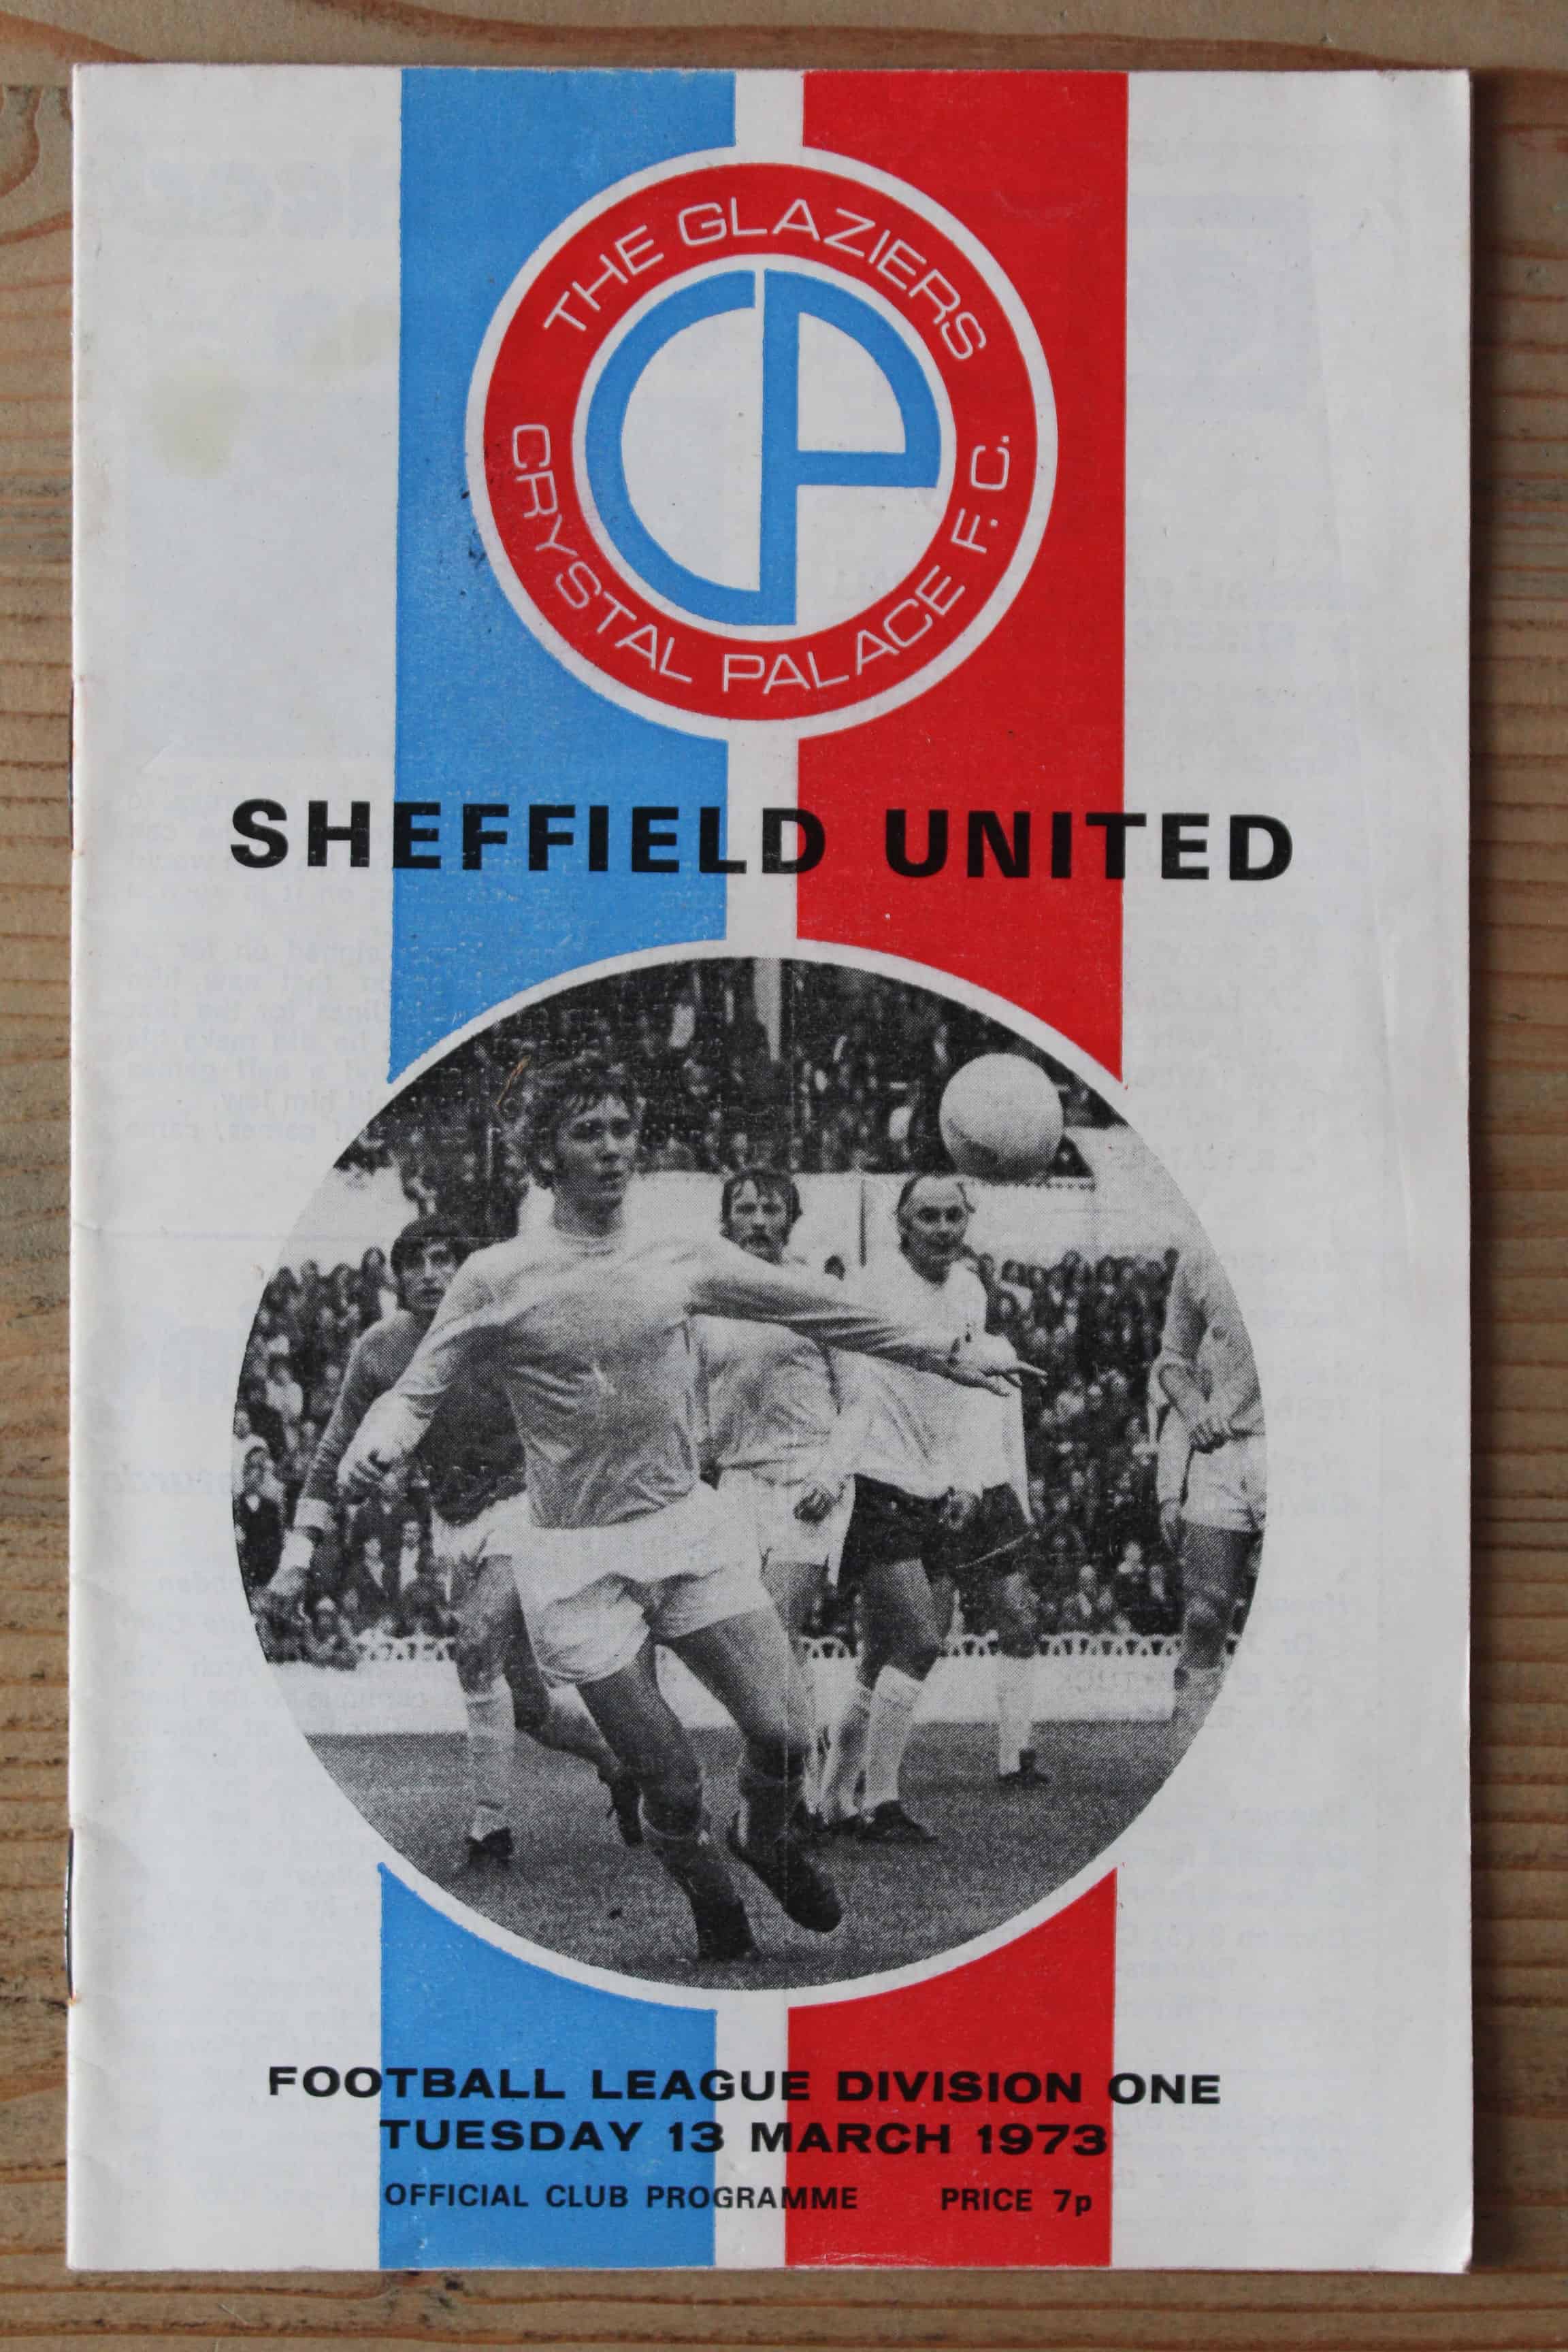 THE GLAZIERS
CP
CRYSTAL PALACE F.C.
SHEFFIELD UNITED
FOOTBALL LEAGUE DIVISION ONE
TUESDAY 13 MARCH 1973
OFFICIAL CLUB PROGRAMME PRICE 7p